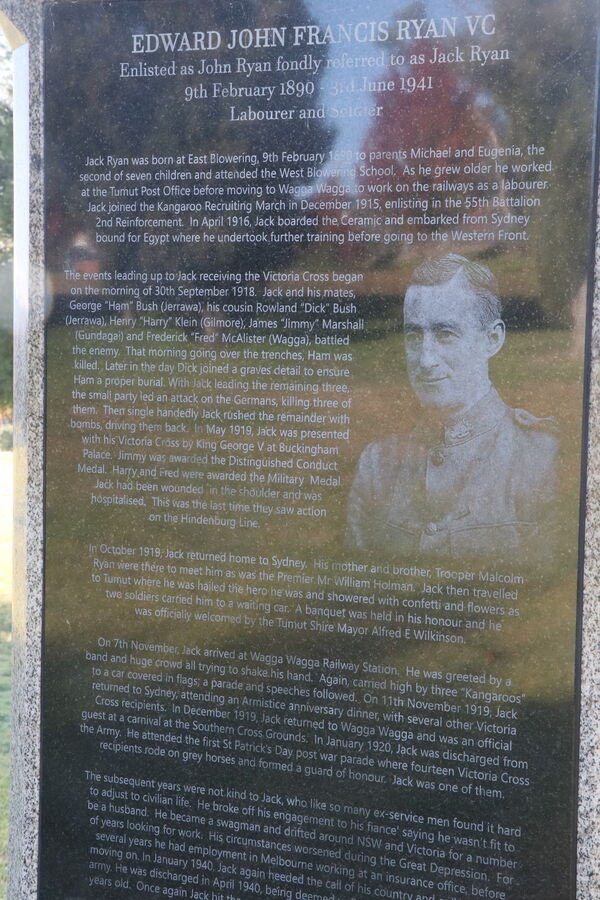 EDWARD JOHN FRANCIS RYAN VC
Enlisted as John Ryan fondly referred to as Jack Ryan
9th February 1890 - 3rd June 1941
Labourer and Soldier
Jack Ryan was born at East Blowering, 9th February 1890 to parents Michael and Eugenia, the
second of seven children and attended the West Blowering School. As he grew older he worked
at the Tumut Post Office before moving to Wagga Wagga to work on the railways as a labourer.
Jack joined the Kangaroo Recruiting March in December 1915, enlisting in the 55th Battalion
2nd Reinforcement. In April 1916, Jack boarded the Ceramic and embarked from Sydney
bound for Egypt where he undertook further training before going to the Western Front.
The events leading up to Jack receiving the Victoria Cross began
on the morning of 30th September 1918. Jack and his mates,
George "Ham" Bush (Jerrawa), his cousin Rowland "Dick" Bush
(Jerrawa), Henry "Harry" Klein (Gilmore), James "Jimmy" Marshall
(Gundagai) and Frederick "Fred" McAlister (Wagga), battled
the enemy. That morning going over the trenches, Ham was
killed. Later in the day Dick joined a graves detail to ensure
Ham a proper burial. With Jack leading the remaining three,
the small party led an attack on the Germans, killing three of
them. Then single handedly Jack rushed the remainder with
bombs, driving them back. In May 1919, Jack was presented
with his Victoria Cross by King George V at Buckingham
Palace. Jimmy was awarded the Distinguished Conduct
Medal. Harry and Fred were awarded the Military Medal.
Jack had been wounded in the shoulder and was
hospitalised. This was the last time they saw action
on the Hindenburg Line.
In October 1919, Jack returned home to Sydney. His mother and brother, Trooper Malcolm
Ryan were there to meet him as was the Premier Mr William Holman. Jack then travelled
to Tumut where he was hailed the hero he was and showered with confetti and flowers as
two soldiers carried him to a waiting car. A banquet was held in his honour and he
was officially welcomed by the Tumut Shire Mayor Alfred E Wilkinson.
On 7th November, Jack arrived at Wagga Wagga Railway Station. He was greeted by a
band and huge crowd all trying to shake his hand. Again, carried high by three "Kangaroos"
to a car covered in flags; a parade and speeches followed. On 11th November 1919, Jack
returned to Sydney, attending an Armistice anniversary dinner, with several other Victoria
Cross recipients. In December 1919, Jack returned to Wagga Wagga and was an official
guest at a carnival at the Southern Cross Grounds. In January 1920, Jack was discharged from
the Army. He attended the first St Patrick's Day post war parade where fourteen Victoria Cross
recipients rode on grey horses and formed a guard of honour. Jack was one of them.
The subsequent years were not kind to Jack, who like so many ex-service men found it hard
to adjust to civilian life. He broke off his engagement to his fiance' saying he wasn't fit to
be a husband. He became a swagman and drifted around NSW and Victoria for a number
of years looking for work. His circumstances worsened during the Great Depression. For
several years he had employment in Melbourne working at an insurance office, before
moving on. In January 1940, Jack again heeded the call of his country and
army. He was discharged in April 1940, being deemed
years old. Once again Jack hit